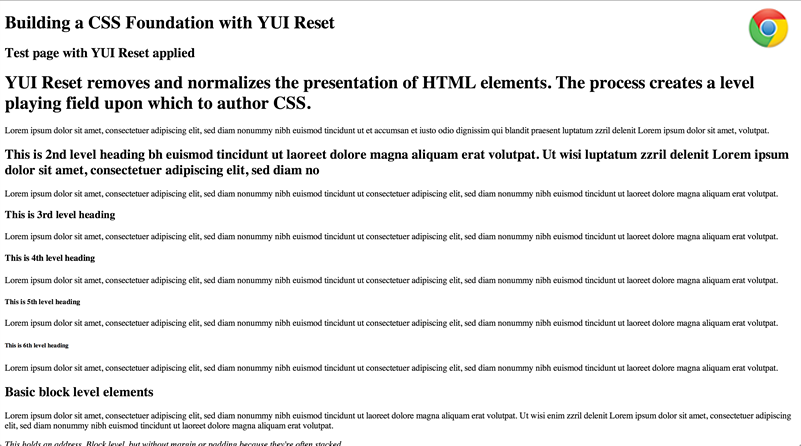 Building a CSS Foundation with YUI Reset
Test page with YUI Reset applied
YUI Reset removes and normalizes the presentation of HTML elements. The process creates a level
playing field upon which to author CSS.
Lorem ipsum dolor sit amet, consectetuer adipiscing elit, sed diam nonummy nibh euismod tincidunt ut et accumsan et iusto odio dignissim qui blandit praesent luptatum zzril delenit Lorem ipsum dolor sit amet, volutpat.
This is 2nd level heading bh euismod tincidunt ut laoreet dolore magna aliquam erat volutpat. Ut wisi luptatum zzril delenit Lorem ipsum
dolor sit amet, consectetuer adipiscing elit, sed diam no
Lorem ipsum dolor sit amet, consectetuer adipiscing elit, sed diam nonummy nibh euismod tincidunt ut consectetuer adipiscing elit, sed diam nonummy nibh euismod tincidunt ut laoreet dolore magna aliquam erat volutpat.
This is 3rd level heading
Lorem ipsum dolor sit amet, consectetuer adipiscing elit, sed diam nonummy nibh euismod tincidunt ut consectetuer adipiscing elit, sed diam nonummy nibh euismod tincidunt ut laoreet dolore magna aliquam erat volutpat.
This is 4th level heading
Lorem ipsum dolor sit amet, consectetuer adipiscing elit, sed diam nonummy nibh euismod tincidunt ut consectetuer adipiscing elit, sed diam nonummy nibh euismod tincidunt ut laoreet dolore magna aliquam erat volutpat.
This is 5th level heading
Lorem ipsum dolor sit amet, consectetuer adipiscing elit, sed diam nonummy nibh euismod tincidunt ut consectetuer adipiscing elit, sed diam nonummy nibh euismod tincidunt ut laoreet dolore magna aliquam erat volutpat.
This is 6th level heading
Lorem ipsum dolor sit amet, consectetuer adipiscing elit, sed diam nonummy nibh euismod tincidunt ut consectetuer adipiscing elit, sed diam nonummy nibh euismod tincidunt ut laoreet dolore magna aliquam erat volutpat.
Basic block level elements
Lorem ipsum dolor sit amet, consectetuer adipiscing elit, sed diam nonummy nibh euismod tincidunt ut laoreet dolore magna aliquam erat volutpat. Ut wisi enim zzril delenit Lorem ipsum dolor sit amet, consectetuer adipiscing
elit, sed diam nonummy nibh euismod tincidunt ut laoreet dolore magna aliquam erat volutpat.
This holds an address. Block level, but without margin or padding because they're often stacked.